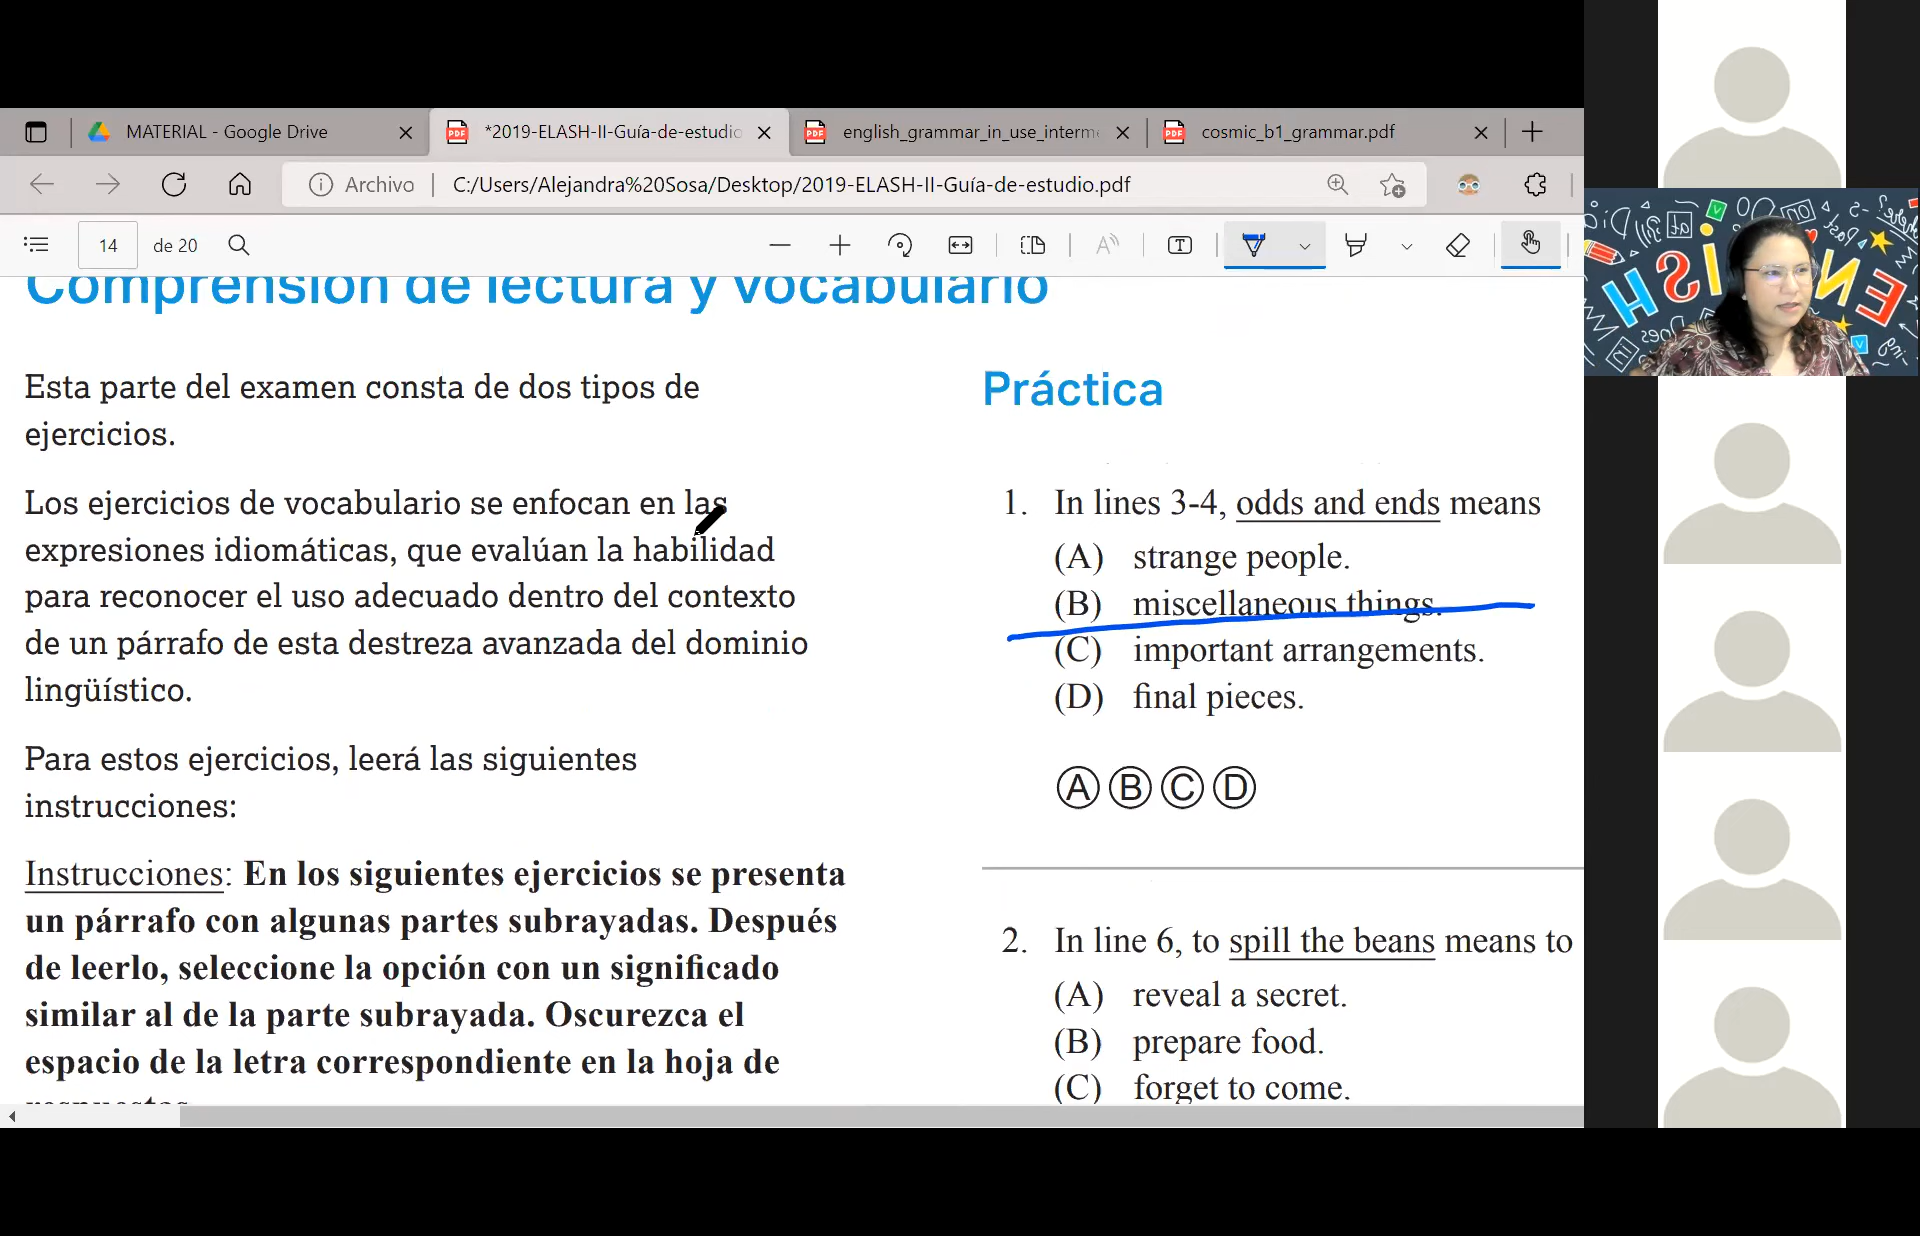 MATERIAL - Google Drive
*2019-ELASH-II-Guía-de-estudio
english_grammar_in_use_interme
cosmic_b1_grammar.pdf
Archivo
C:/Users/Alejandra%20Sosa/Desktop/2019-ELASH-II-Guía-de-estudio.pdf
14 de 20
Comprensión de lectura y vocabulario
Esta parte del examen consta de dos tipos de
ejercicios.
Los ejercicios de vocabulario se enfocan en las
expresiones idiomáticas, que evalúan la habilidad
para reconocer el uso adecuado dentro del contexto
de un párrafo de esta destreza avanzada del dominio
lingüístico.
Para estos ejercicios, leerá las siguientes
instrucciones:
Instrucciones: En los siguientes ejercicios se presenta
un párrafo con algunas partes subrayadas. Después
de leerlo, seleccione la opción con un significado
similar al de la parte subrayada. Oscurezca el
espacio de la letra correspondiente en la hoja de
respuestas
Práctica
1. In lines 3-4, odds and ends means
(A) strange people.
(B) miscellaneous things.
(C) important arrangements.
(D) final pieces.
A B C D
2. In line 6, to spill the beans means to
(A) reveal a secret.
(B) prepare food.
(C) forget to come.
ENGLISH